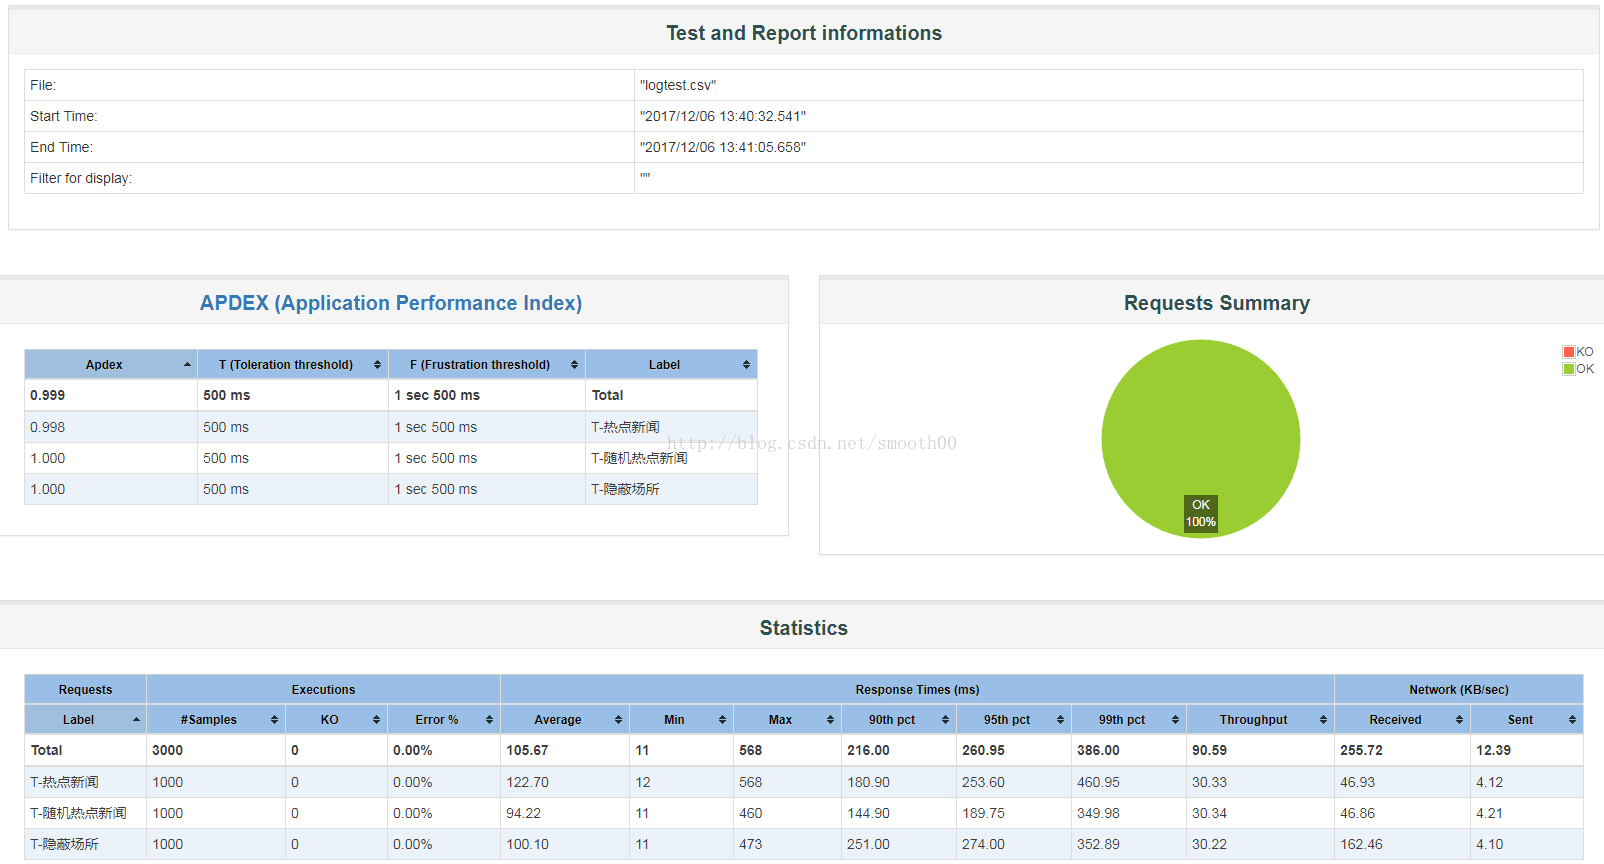 Test and Report informations
File: "logtest.csv"
Start Time: "2017/12/06 13:40:32.541"
End Time: "2017/12/06 13:41:05.658"
Filter for display: ""
APDEX (Application Performance Index)
Apdex T (Toleration threshold) F (Frustration threshold) Label
0.999 500 ms 1 sec 500 ms Total
0.998 500 ms 1 sec 500 ms T-热点新闻
1.000 500 ms 1 sec 500 ms T-随机热点新闻
1.000 500 ms 1 sec 500 ms T-隐蔽场所
Requests Summary
KO
OK
OK
100%
http://blog.csdn.net/smooth00
Statistics
Requests Executions Response Times (ms) Network (KB/sec)
Label #Samples KO Error % Average Min Max 90th pct 95th pct 99th pct Throughput Received Sent
Total 3000 0 0.00% 105.67 11 568 216.00 260.95 386.00 90.59 255.72 12.39
T-热点新闻 1000 0 0.00% 122.70 12 568 180.90 253.60 460.95 30.33 46.93 4.12
T-随机热点新闻 1000 0 0.00% 94.22 11 460 144.90 189.75 349.98 30.34 46.86 4.21
T-隐蔽场所 1000 0 0.00% 100.10 11 473 251.00 274.00 352.89 30.22 162.46 4.10